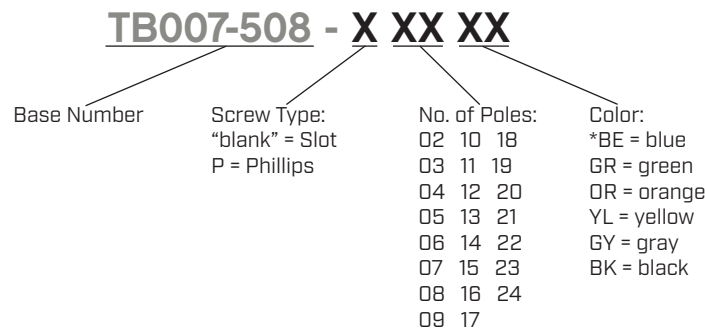 TB007-508 - X XX XX
Base Number
Screw Type:
"blank" = Slot
P = Phillips
No. of Poles:
02 10 18
03 11 19
04 12 20
05 13 21
06 14 22
07 15 23
08 16 24
09 17
Color:
*BE = blue
GR = green
OR = orange
YL = yellow
GY = gray
BK = black